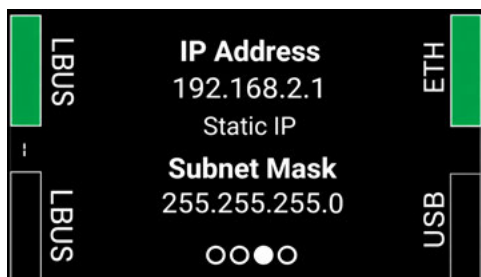 LBUS
IP Address
192.168.2.1
Static IP
ETH
--
LBUS
Subnet Mask
255.255.255.0
USB